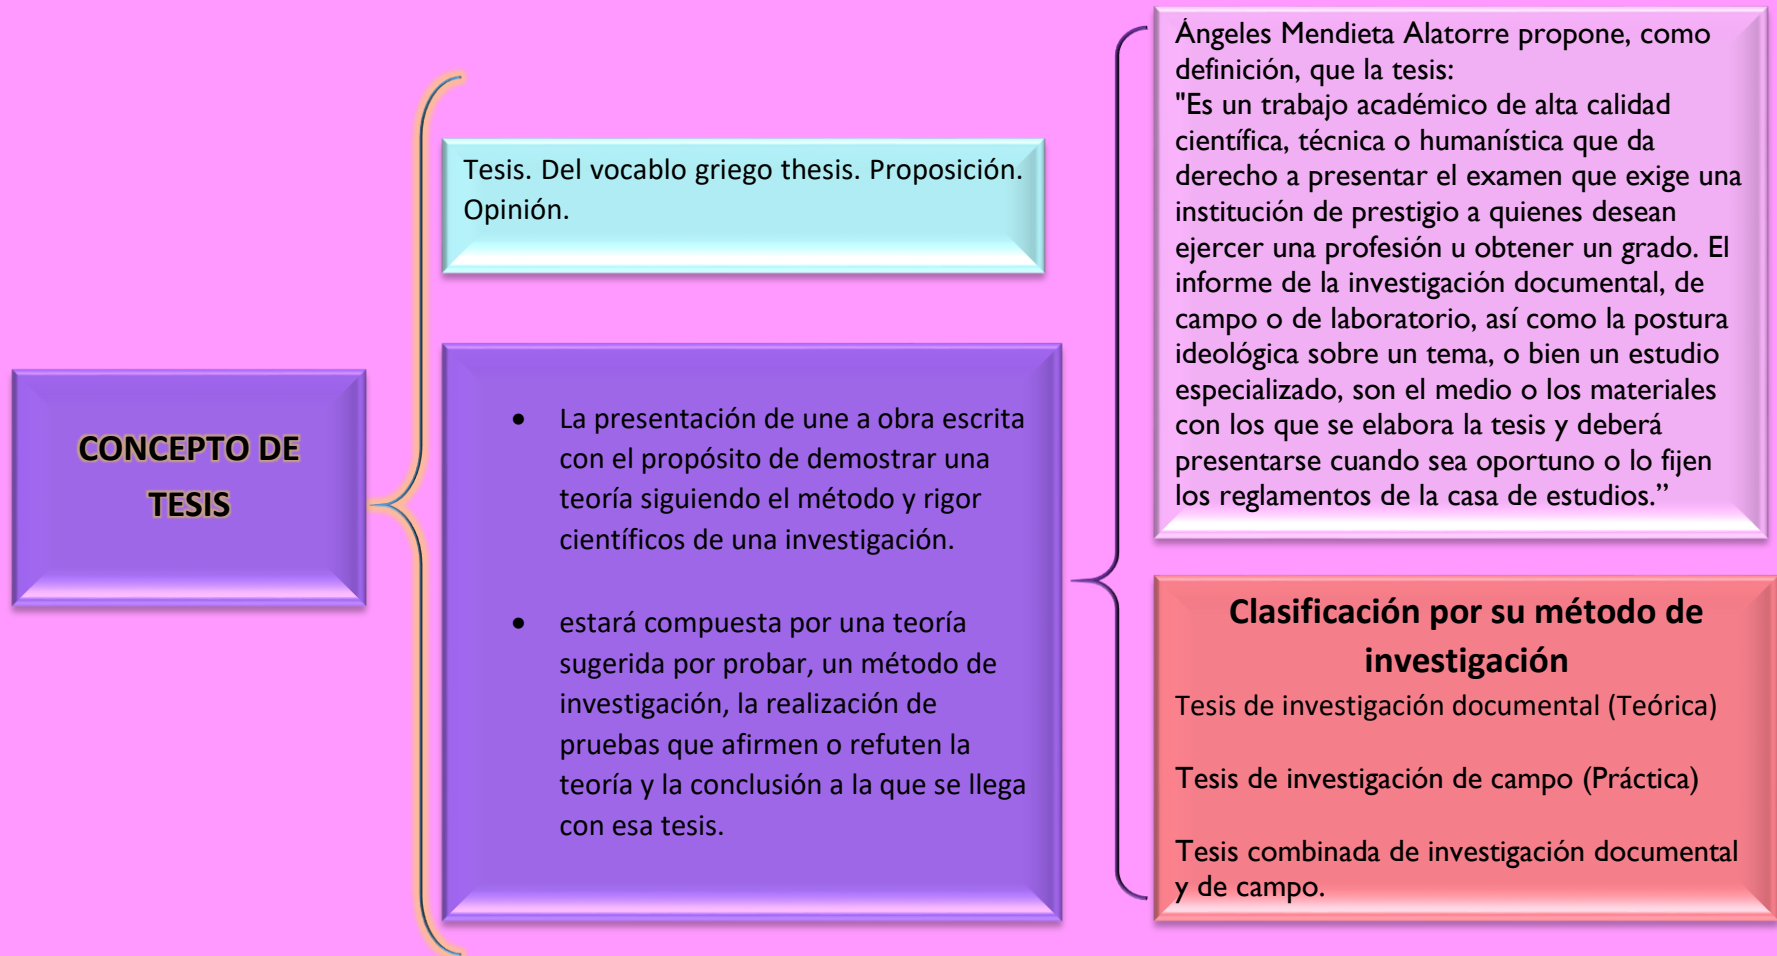 CONCEPTO DE
TESIS
Tesis. Del vocablo griego thesis. Proposición.
Opinión.
• La presentación de une a obra escrita
con el propósito de demostrar una
teoría siguiendo el método y rigor
científicos de una investigación.
• estará compuesta por una teoría
sugerida por probar, un método de
investigación, la realización de
pruebas que afirmen o refuten la
teoría y la conclusión a la que se llega
con esa tesis.
Ángeles Mendieta Alatorre propone, como
definición, que la tesis:
"Es un trabajo académico de alta calidad
científica, técnica o humanística que da
derecho a presentar el examen que exige una
institución de prestigio a quienes desean
ejercer una profesión u obtener un grado. El
informe de la investigación documental, de
campo o de laboratorio, así como la postura
ideológica sobre un tema, o bien un estudio
especializado, son el medio o los materiales
con los que se elabora la tesis y deberá
presentarse cuando sea oportuno o lo fijen
los reglamentos de la casa de estudios.”
Clasificación por su método de
investigación
Tesis de investigación documental (Teórica)
Tesis de investigación de campo (Práctica)
Tesis combinada de investigación documental
y de campo.